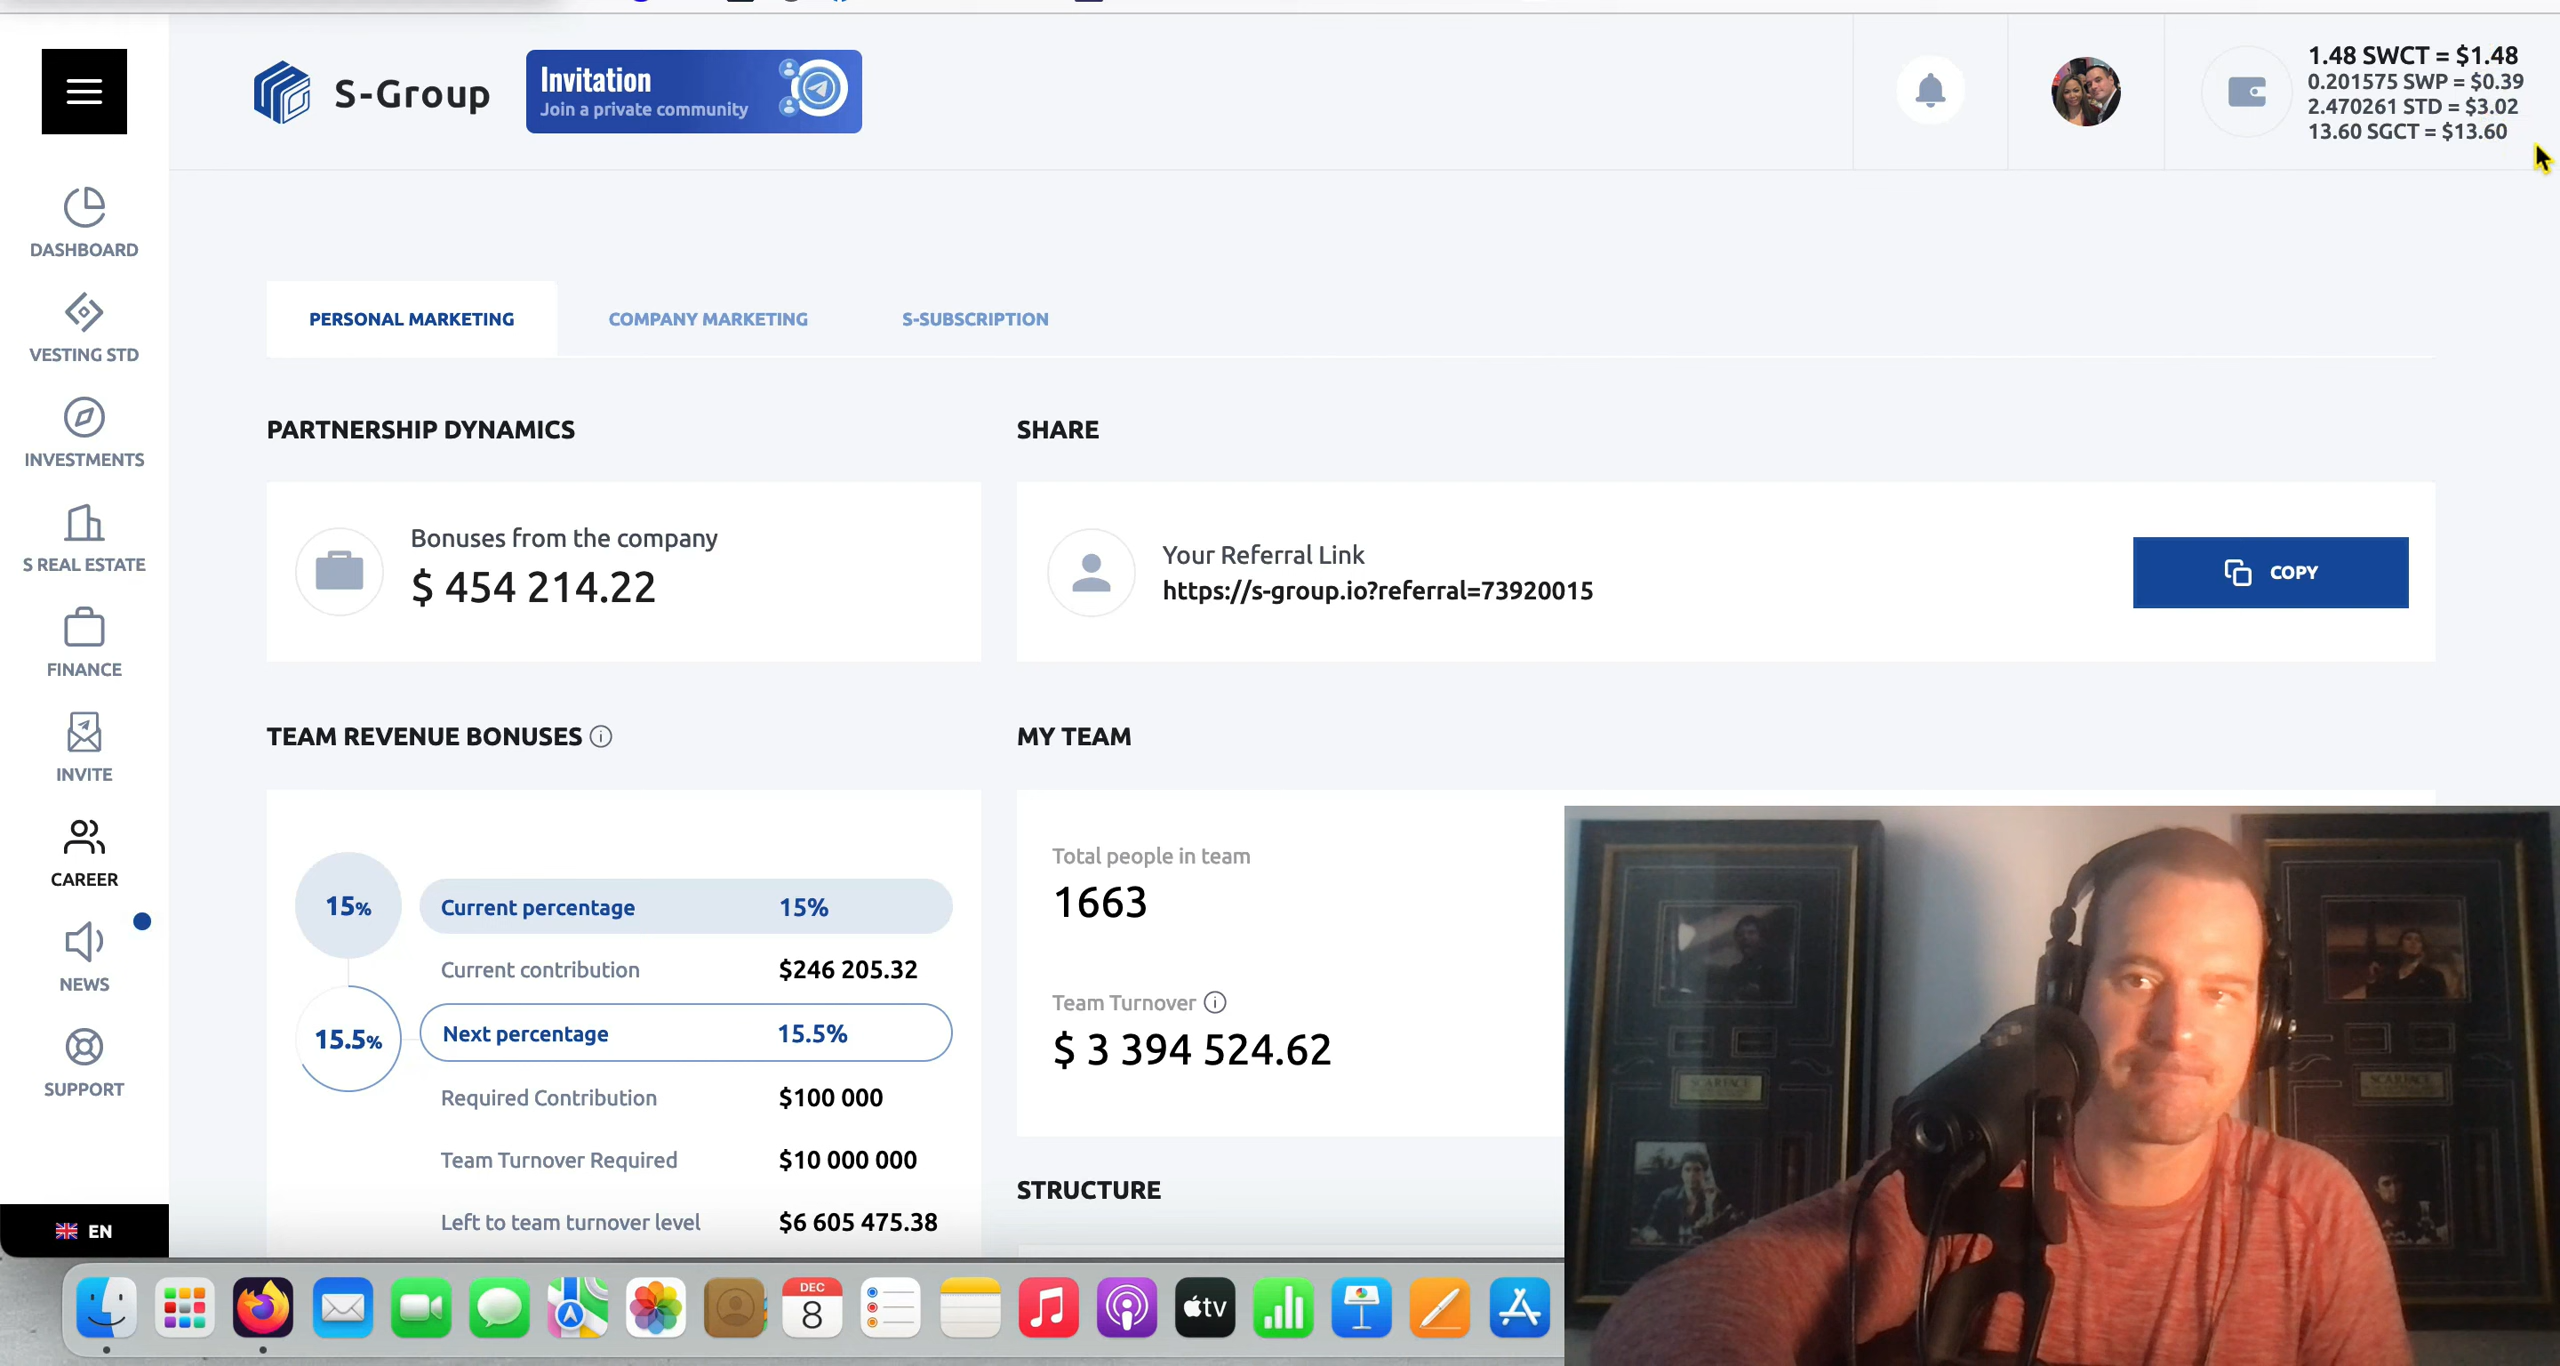 1.48 SWCT = $1.48
0.201575 SWP = $0.39
2.470261 STD = $3.02
13.60 SGCT = $13.60
S-Group
Invitation
Join a private community
DASHBOARD
VESTING STD
INVESTMENTS
S REAL ESTATE
FINANCE
INVITE
CAREER
NEWS
SUPPORT
EN
PERSONAL MARKETING
COMPANY MARKETING
S-SUBSCRIPTION
PARTNERSHIP DYNAMICS
Bonuses from the company
$ 454 214.22
SHARE
Your Referral Link
https://s-group.io?referral=73920015
COPY
TEAM REVENUE BONUSES
15%
Current percentage 15%
Current contribution $246 205.32
15.5%
Next percentage 15.5%
Required Contribution $100 000
Team Turnover Required $10 000 000
Left to team turnover level $6 605 475.38
MY TEAM
Total people in team
1663
Team Turnover
$ 3 394 524.62
STRUCTURE
SCARFACE
SCARFACE
DEC
8
tv